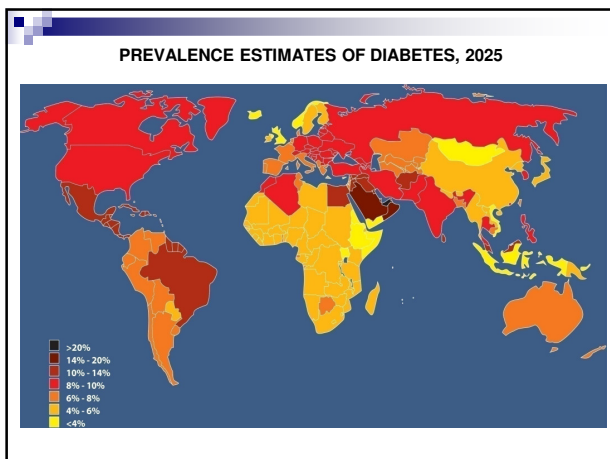 PREVALENCE ESTIMATES OF DIABETES, 2025
>20%
14% - 20%
10% - 14%
8% - 10%
6% - 8%
4% - 6%
<4%